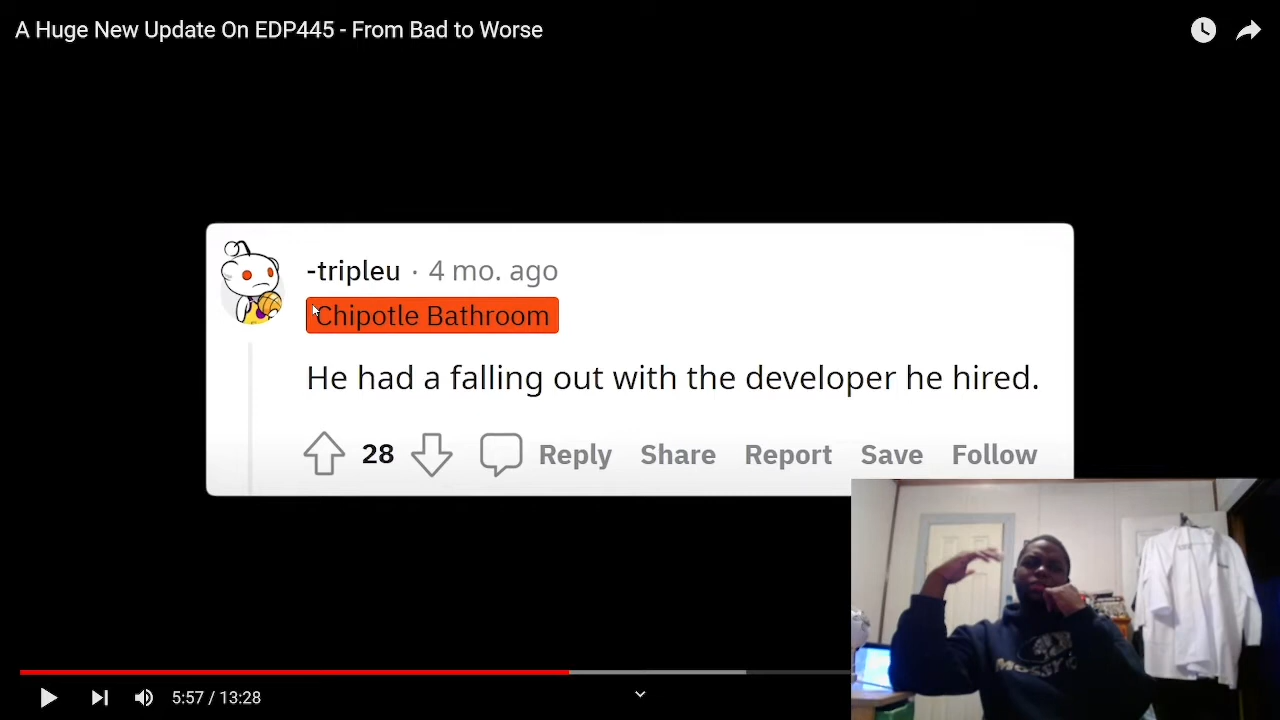 A Huge New Update On EDP445 - From Bad to Worse
-tripleu · 4 mo. ago
Chipotle Bathroom
He had a falling out with the developer he hired.
28 Reply Share Report Save Follow
5:57 / 13:28